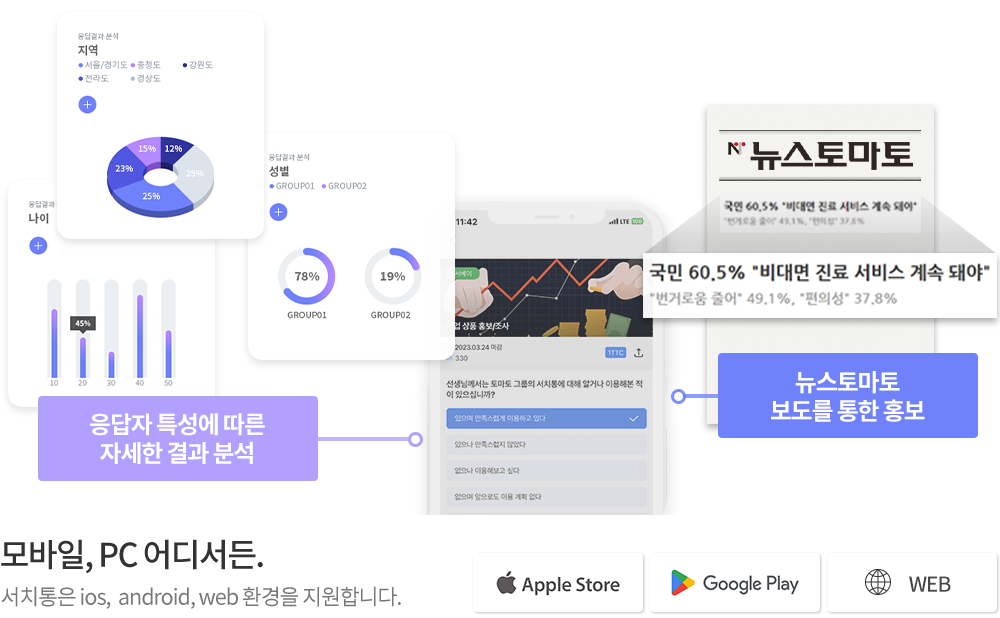 응답결과 분석
지역
서울/경기도 충청도 강원도
전라도 경상도
15% 12%
23% 25%
25%
응답결과 분석
성별
GROUP01 GROUP02
78% 19%
GROUP01 GROUP02
나이
45%
10 20 30 40 50
응답자 특성에 따른
자세한 결과 분석
11:42
LTE
상품 홍보/조사
2023.03.24 마감
330
1TTC
선생님께서는 토마토 그룹의 서치통에 대해 알거나 이용해본 적
이 있으십니까?
있으며 만족스럽게 이용하고 있다
있으나 만족스럽지 않았다
없으나 이용해보고 싶다
없으며 앞으로도 이용 계획 없다
뉴스토마토
국민 60.5% "비대면 진료 서비스 계속 돼야"
"번거로움 줄어" 49.1%, "편의성" 37.8%
국민 60.5% "비대면 진료 서비스 계속 돼야"
"번거로움 줄어" 49.1%, "편의성" 37.8%
뉴스토마토
보도를 통한 홍보
모바일, PC 어디서든.
서치통은 ios, android, web 환경을 지원합니다.
Apple Store
Google Play
WEB